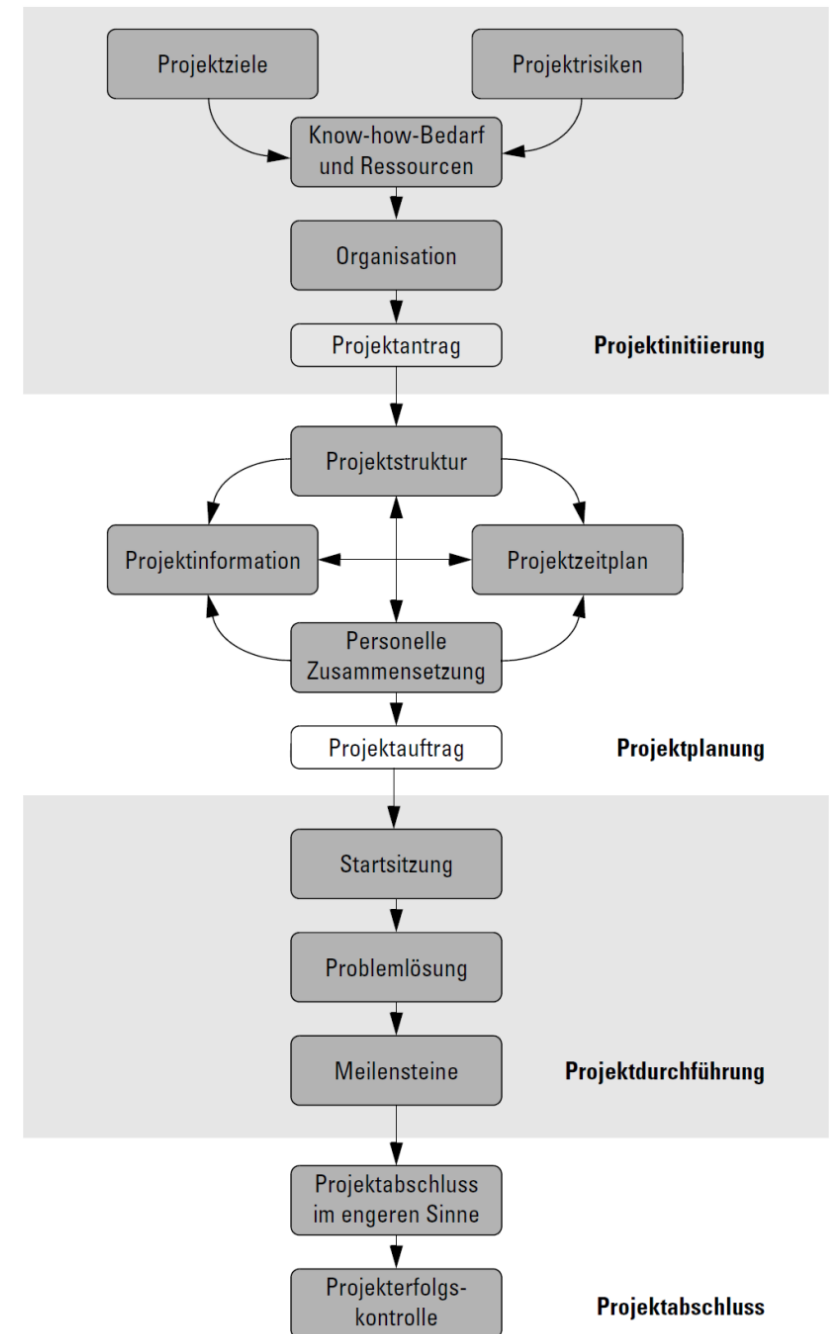 Projektziele
Projektrisiken
Know-how-Bedarf
und Ressourcen
Organisation
Projektantrag
Projektinitiierung
Projektstruktur
Projektinformation
Projektzeitplan
Personelle
Zusammensetzung
Projektauftrag
Projektplanung
Startsitzung
Problemlösung
Meilensteine
Projektdurchführung
Projektabschluss
im engeren Sinne
Projekterfolgs-
kontrolle
Projektabschluss